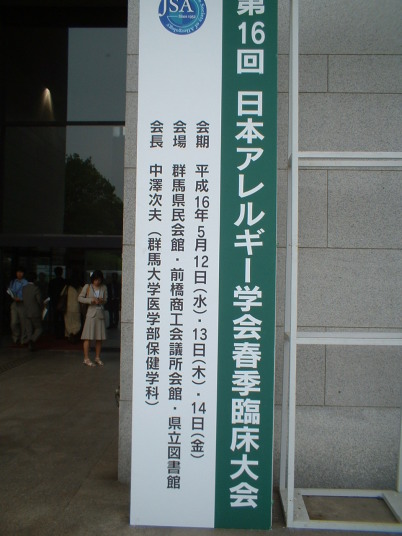 第16回 日本アレルギー学会春季臨床大会
会期 平成16年5月12日(水)・13日(木)・14日(金)
会場 群馬県民会館・前橋商工会議所会館・県立図書館
会長 中澤次夫(群馬大学医学部保健学科)
JSA